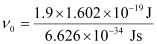 ν₀ = (1.9 × 1.602 × 10⁻¹⁹ J) / (6.626 × 10⁻³⁴ Js)